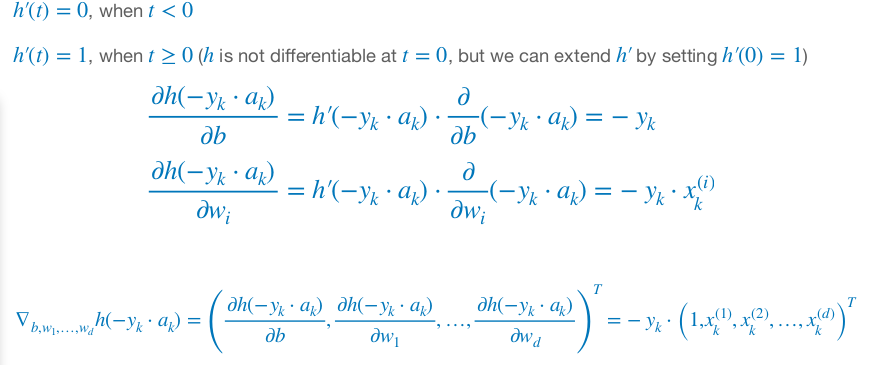 h′(t) = 0, when t < 0
h′(t) = 1, when t ≥ 0 (h is not differentiable at t = 0, but we can extend h′ by setting h′(0) = 1)
∂h(−y_k · a_k)/∂b = h′(−y_k · a_k) · ∂/∂b (−y_k · a_k) = − y_k
∂h(−y_k · a_k)/∂w_i = h′(−y_k · a_k) · ∂/∂w_i (−y_k · a_k) = − y_k · x_k^(i)
∇_{b,w_1,…,w_d} h(−y_k · a_k) = (∂h(−y_k · a_k)/∂b, ∂h(−y_k · a_k)/∂w_1, …, ∂h(−y_k · a_k)/∂w_d)^T = − y_k · (1, x_k^(1), x_k^(2), …, x_k^(d))^T